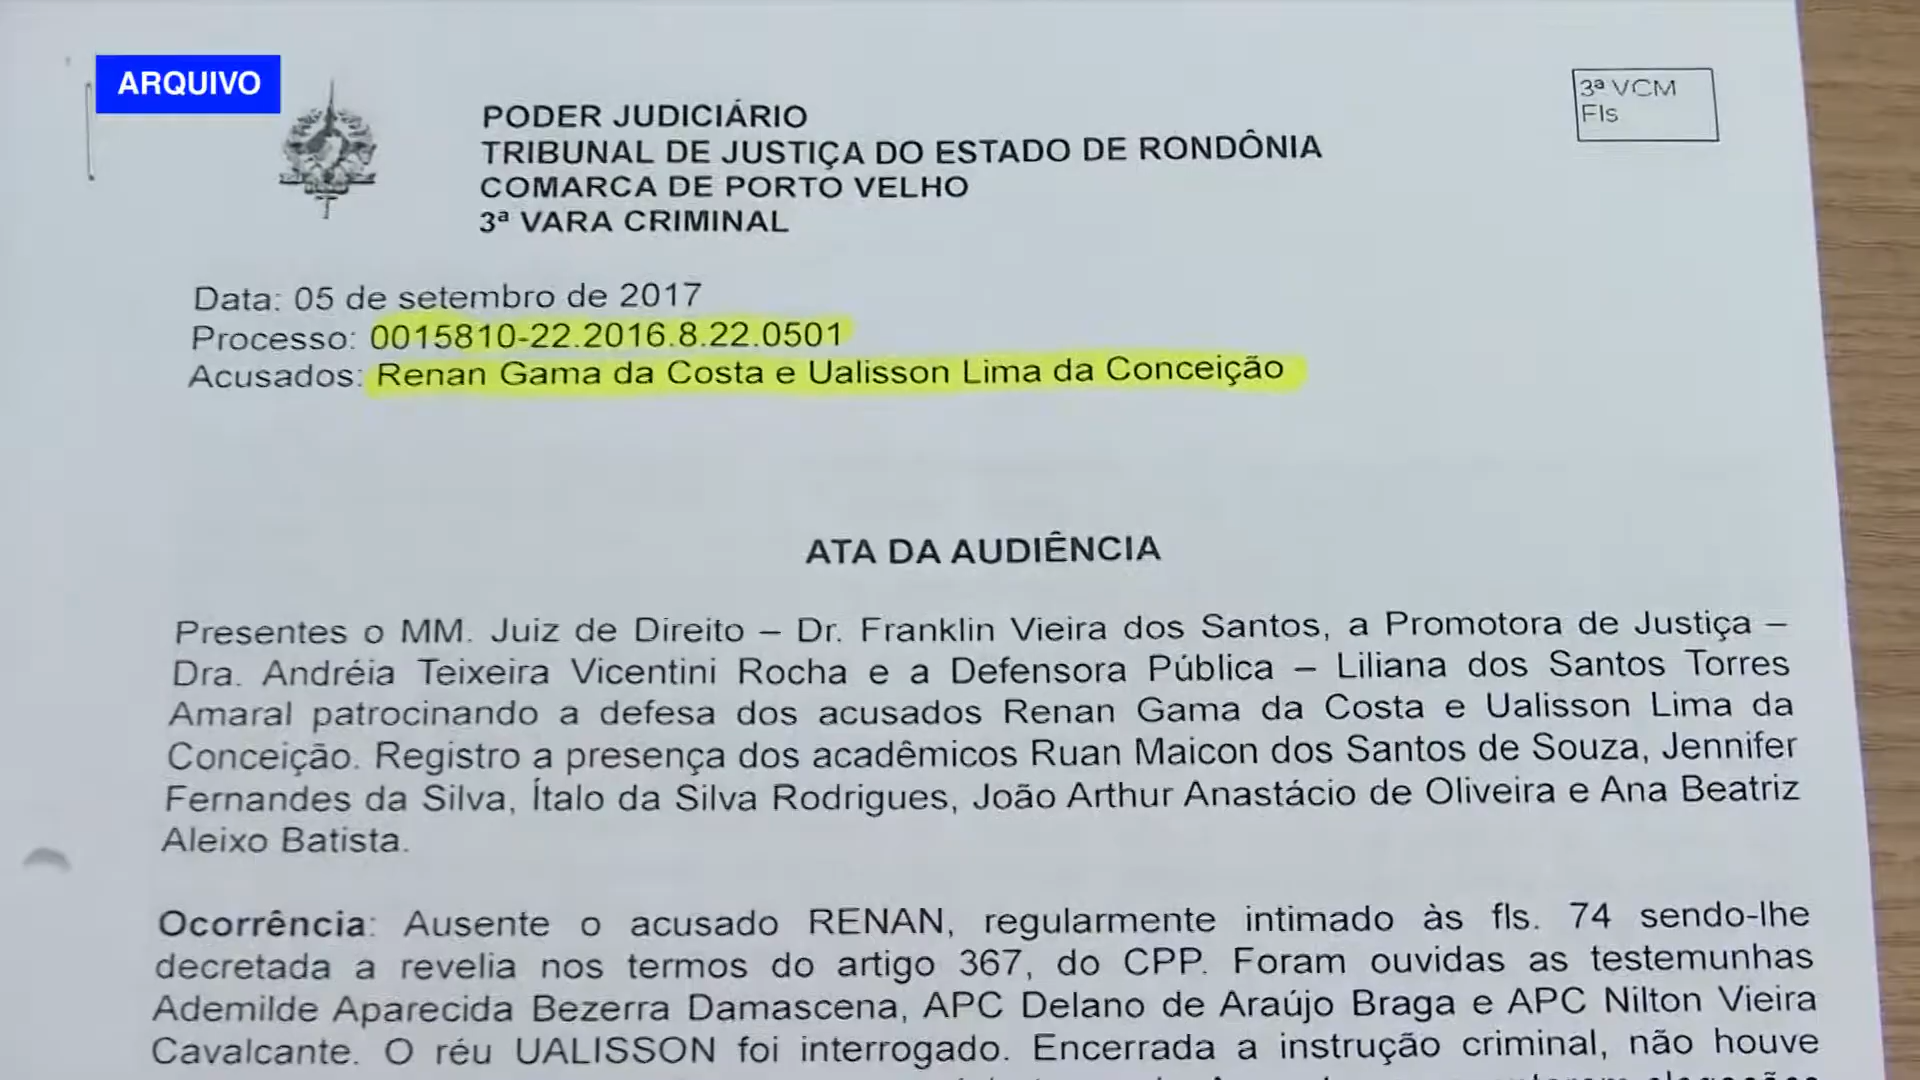 ARQUIVO
3ª VCM
Fls
PODER JUDICIÁRIO
TRIBUNAL DE JUSTIÇA DO ESTADO DE RONDÔNIA
COMARCA DE PORTO VELHO
3ª VARA CRIMINAL
Data: 05 de setembro de 2017
Processo: 0015810-22.2016.8.22.0501
Acusados: Renan Gama da Costa e Ualisson Lima da Conceição
ATA DA AUDIÊNCIA
Presentes o MM. Juiz de Direito – Dr. Franklin Vieira dos Santos, a Promotora de Justiça –
Dra. Andréia Teixeira Vicentini Rocha e a Defensora Pública – Liliana dos Santos Torres
Amaral patrocinando a defesa dos acusados Renan Gama da Costa e Ualisson Lima da
Conceição. Registro a presença dos acadêmicos Ruan Maicon dos Santos de Souza, Jennifer
Fernandes da Silva, Ítalo da Silva Rodrigues, João Arthur Anastácio de Oliveira e Ana Beatriz
Aleixo Batista.
Ocorrência: Ausente o acusado RENAN, regularmente intimado às fls. 74 sendo-lhe
decretada a revelia nos termos do artigo 367, do CPP. Foram ouvidas as testemunhas
Ademilde Aparecida Bezerra Damascena, APC Delano de Araújo Braga e APC Nilton Vieira
Cavalcante. O réu UALISSON foi interrogado. Encerrada a instrução criminal, não houve